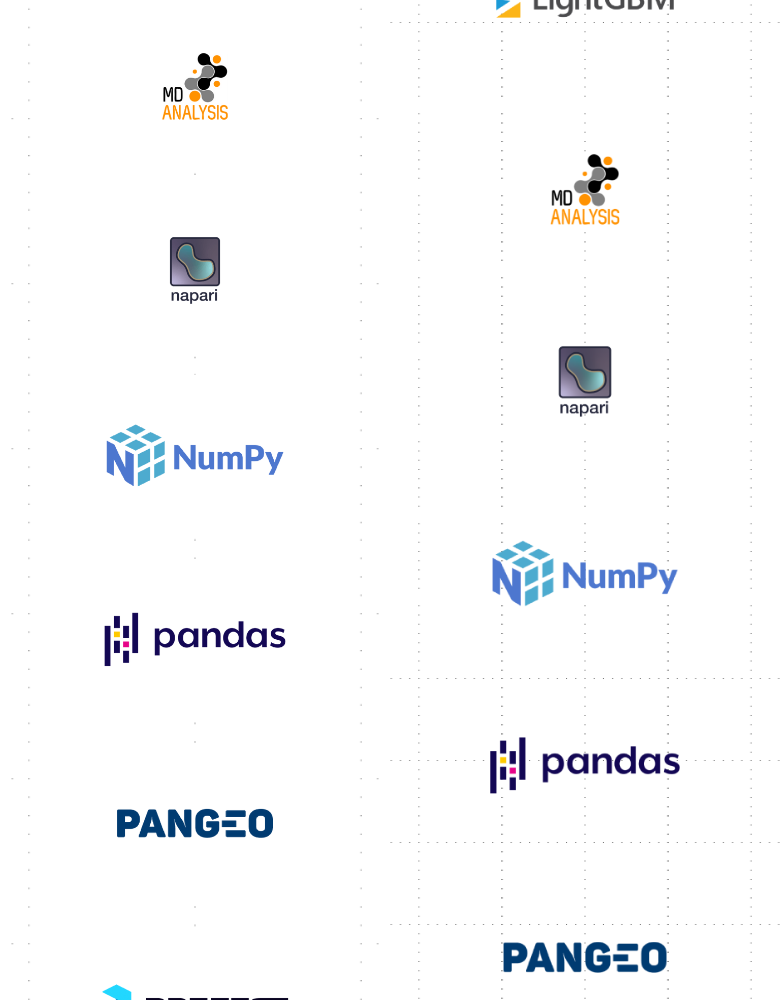 MD
ANALYSIS
napari
NumPy
pandas
PANGEO
LightGBM
MD
ANALYSIS
napari
NumPy
pandas
PANGEO